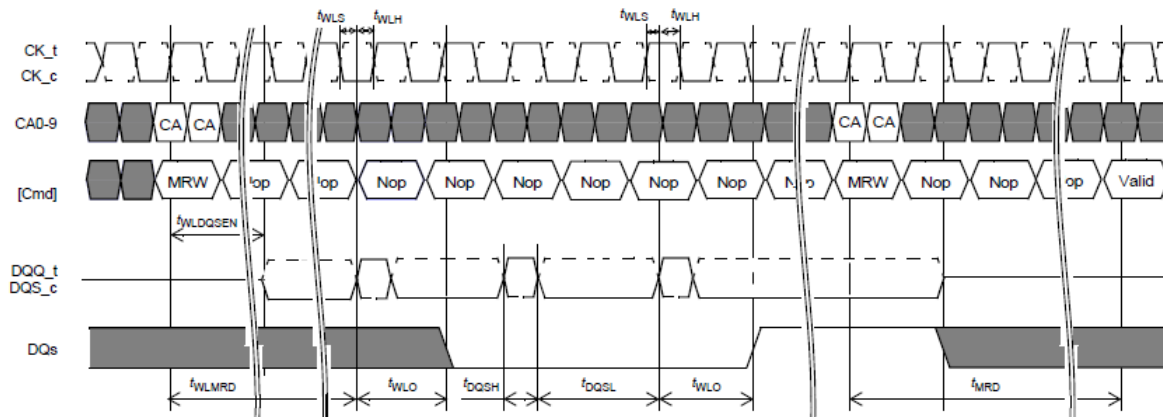 tWLS tWLH tWLS tWLH
CK_t
CK_c
CA0-9 CA CA CA CA
[Cmd] MRW Nop Nop Nop Nop Nop Nop MRW Nop Nop Valid
tWLDQSEN
DQQ_t
DQS_c
DQs
tWLMRD tWLO tDQSH tDQSL tWLO tMRD